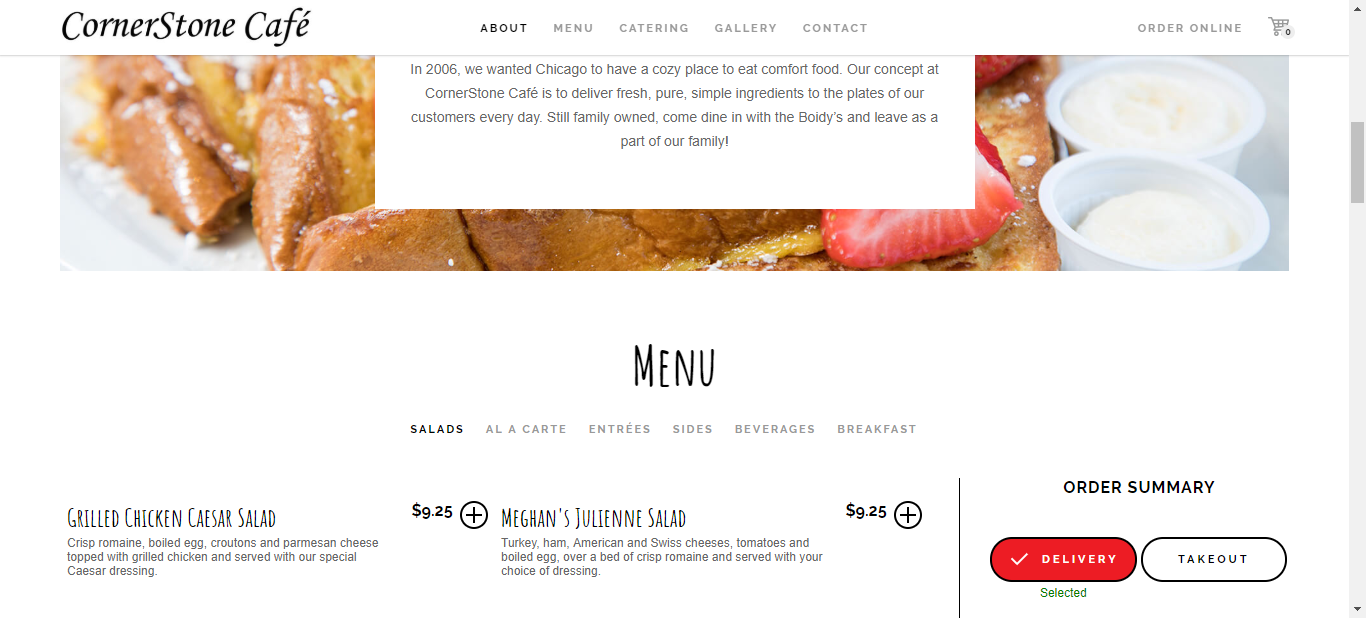 CornerStone Café
ABOUT MENU CATERING GALLERY CONTACT
ORDER ONLINE 0
In 2006, we wanted Chicago to have a cozy place to eat comfort food. Our concept at
CornerStone Café is to deliver fresh, pure, simple ingredients to the plates of our
customers every day. Still family owned, come dine in with the Boidy’s and leave as a
part of our family!
Menu
SALADS AL A CARTE ENTRÉES SIDES BEVERAGES BREAKFAST
Grilled Chicken Caesar Salad $9.25
Crisp romaine, boiled egg, croutons and parmesan cheese
topped with grilled chicken and served with our special
Caesar dressing.
Meghan's Julienne Salad $9.25
Turkey, ham, American and Swiss cheeses, tomatoes and
boiled egg, over a bed of crisp romaine and served with your
choice of dressing.
ORDER SUMMARY
DELIVERY TAKEOUT
Selected